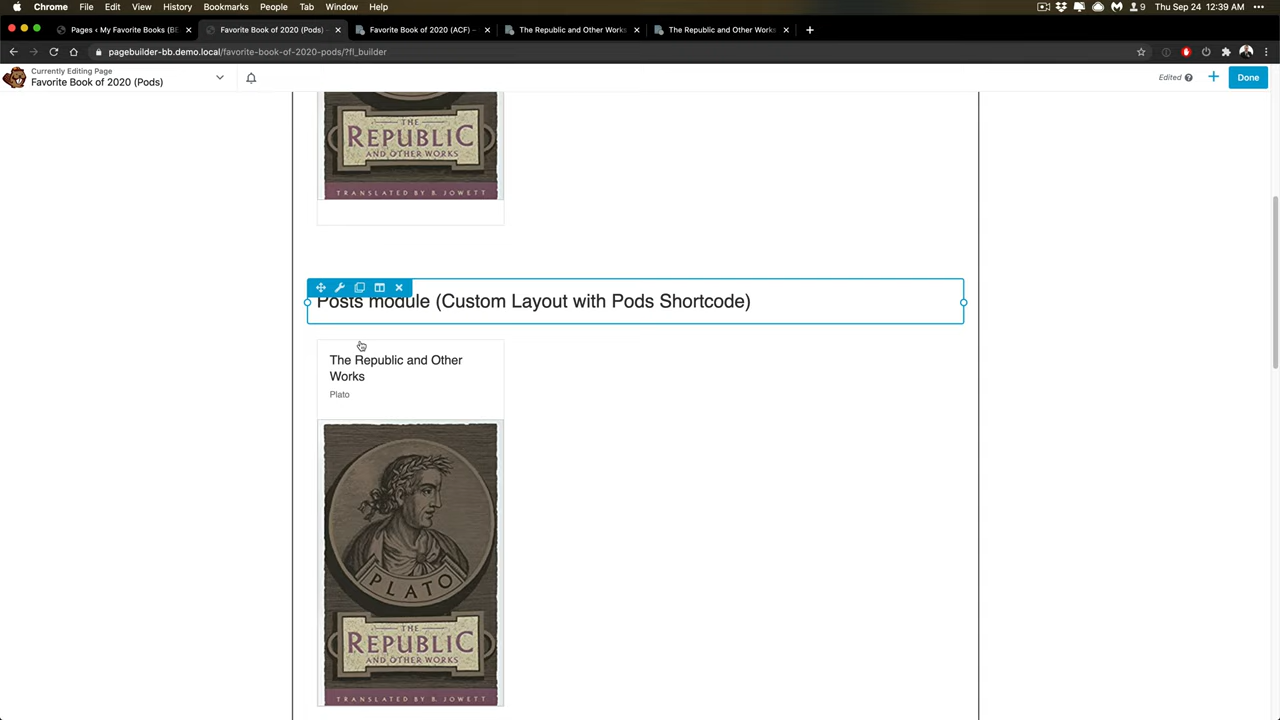 Chrome File Edit View History Bookmarks People Tab Window Help
9 Thu Sep 24 12:39 AM
Pages ‹ My Favorite Books (BE
Favorite Book of 2020 (Pods) –
Favorite Book of 2020 (ACF) –
The Republic and Other Works
The Republic and Other Works
pagebuilder-bb.demo.local/favorite-book-of-2020-pods/?fl_builder
Currently Editing Page
Favorite Book of 2020 (Pods)
Edited
Done
THE
REPUBLIC
AND OTHER WORKS
TRANSLATED BY B. JOWETT
Posts module (Custom Layout with Pods Shortcode)
The Republic and Other
Works
Plato
PLATO
THE
REPUBLIC
AND OTHER WORKS
TRANSLATED BY B. JOWETT